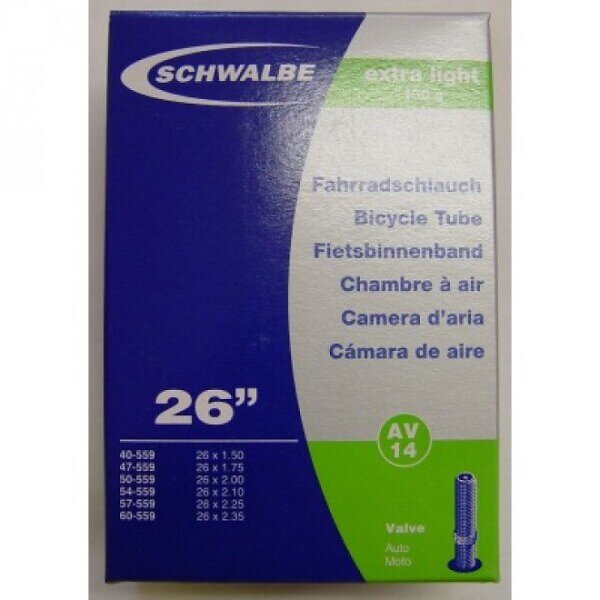 SCHWALBE
extra light
Fahrradschlauch
Bicycle Tube
Fietsbinnenband
Chambre à air
Camera d'aria
Cámara de aire
26”
40-559 26 x 1.50
47-559 26 x 1.75
50-559 26 x 2.00
54-559 26 x 2.10
57-559 26 x 2.25
60-559 26 x 2.35
AV
14
Valve
Auto
Moto